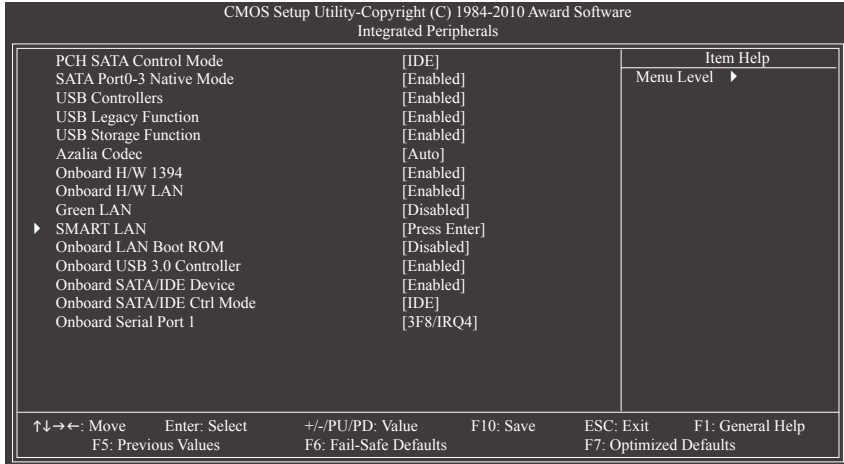 CMOS Setup Utility-Copyright (C) 1984-2010 Award Software
Integrated Peripherals
PCH SATA Control Mode [IDE]
SATA Port0-3 Native Mode [Enabled]
USB Controllers [Enabled]
USB Legacy Function [Enabled]
USB Storage Function [Enabled]
Azalia Codec [Auto]
Onboard H/W 1394 [Enabled]
Onboard H/W LAN [Enabled]
Green LAN [Disabled]
SMART LAN [Press Enter]
Onboard LAN Boot ROM [Disabled]
Onboard USB 3.0 Controller [Enabled]
Onboard SATA/IDE Device [Enabled]
Onboard SATA/IDE Ctrl Mode [IDE]
Onboard Serial Port 1 [3F8/IRQ4]
Item Help
Menu Level
↑↓→←: Move Enter: Select +/-/PU/PD: Value F10: Save ESC: Exit F1: General Help
F5: Previous Values F6: Fail-Safe Defaults F7: Optimized Defaults